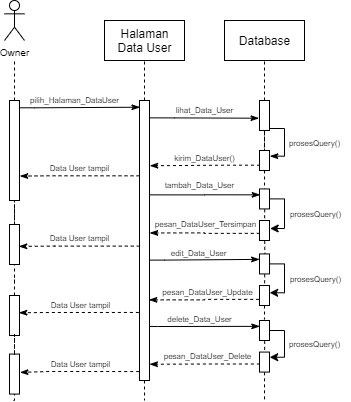 Halaman
Data User
Database
Owner
pilih_Halaman_DataUser
lihat_Data_User
prosesQuery()
kirim_DataUser()
Data User tampil
tambah_Data_User
prosesQuery()
pesan_DataUser_Tersimpan
Data User tampil
edit_Data_User
prosesQuery()
pesan_DataUser_Update
Data User tampil
delete_Data_User
prosesQuery()
pesan_DataUser_Delete
Data User tampil